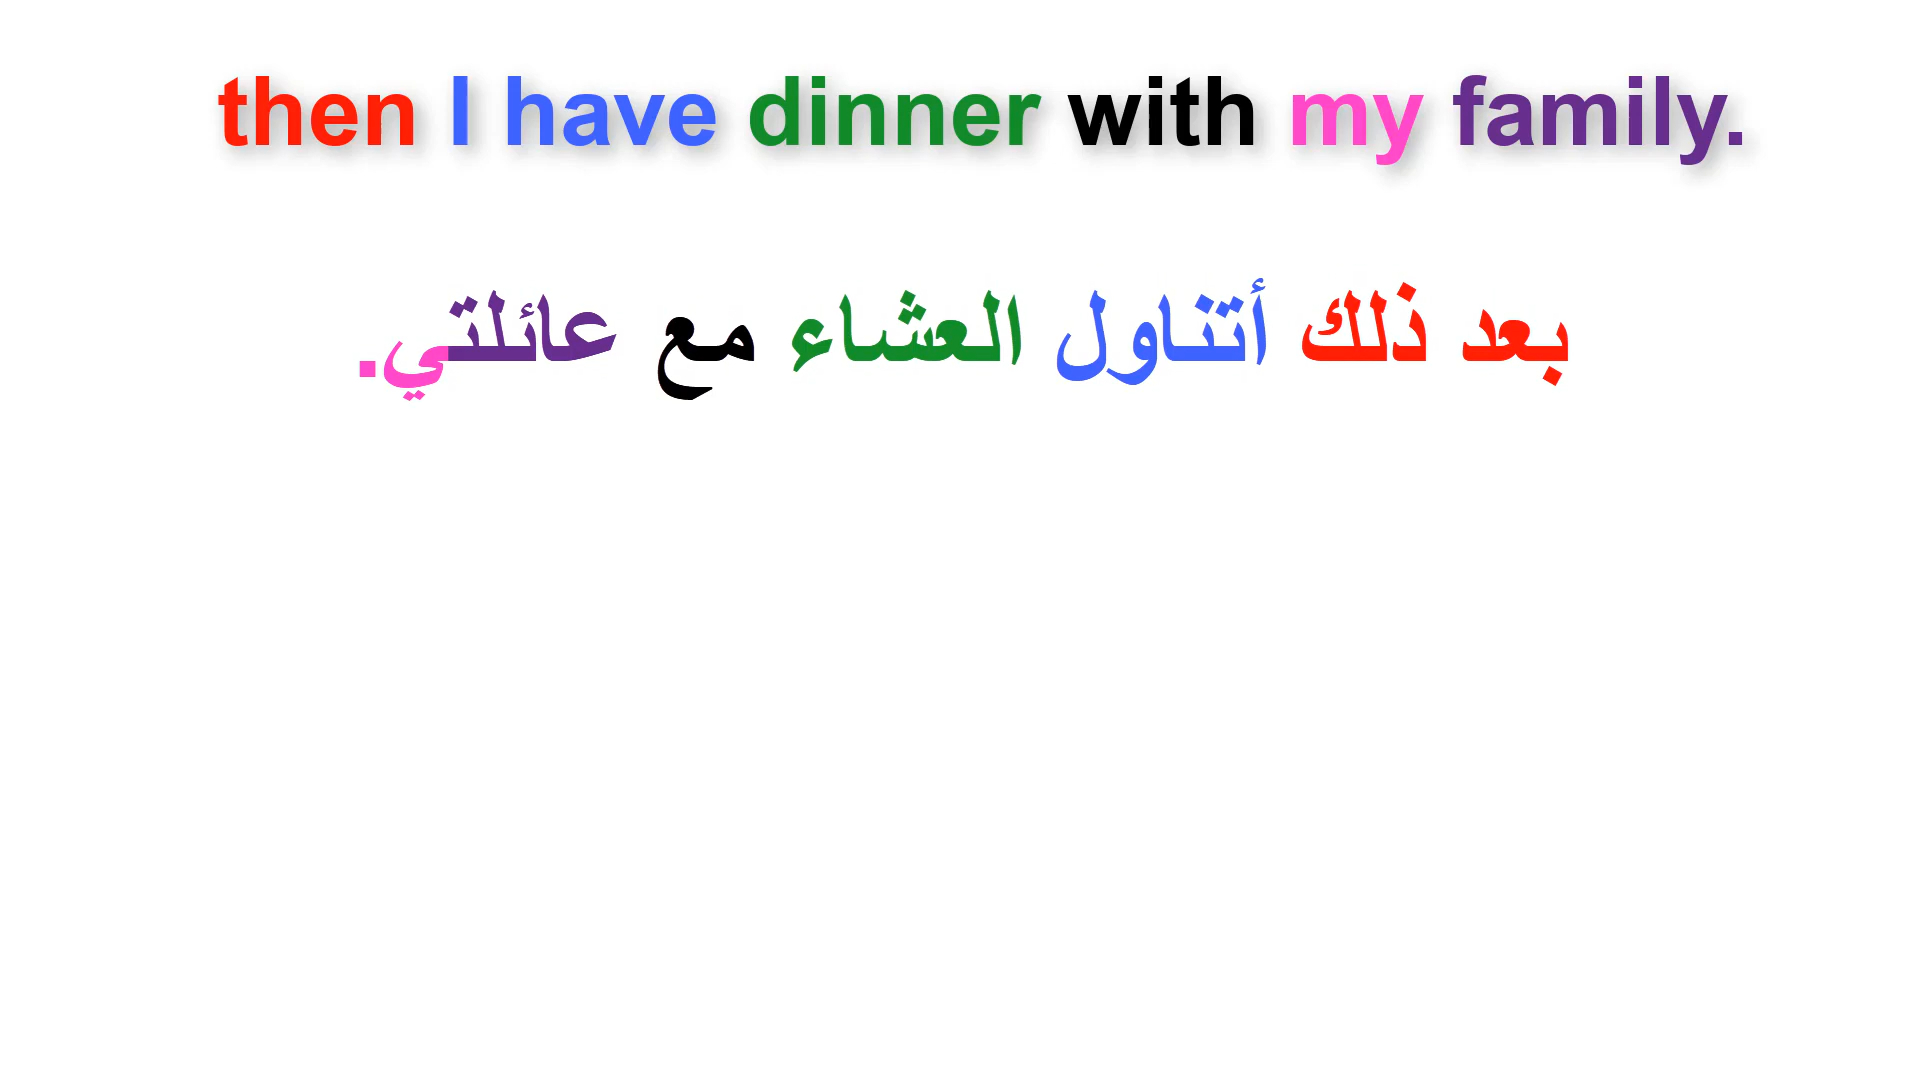 then I have dinner with my family.
بعد ذلك أتناول العشاء مع عائلتي.